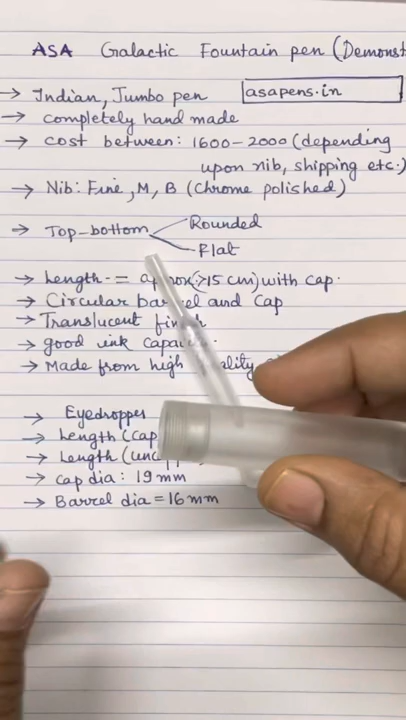 ASA Galactic Fountain pen (Demonst
→ Indian, Jumbo pen asapens.in
→ completely hand made
→ cost between: 1600-2000 (depending
upon nib, shipping etc.)
→ Nib: Fine, M, B (Chrome polished)
→ Top-bottom Rounded
Flat
→ Length = approx(>15 cm) with cap.
→ Circular barrel and Cap
→ Translucent finish
→ good ink capac
→ Made from high quality
→ Eyedropper
→ Length (cap
→ Length (unc
→ Cap dia: 19 mm
→ Barrel dia = 16 mm